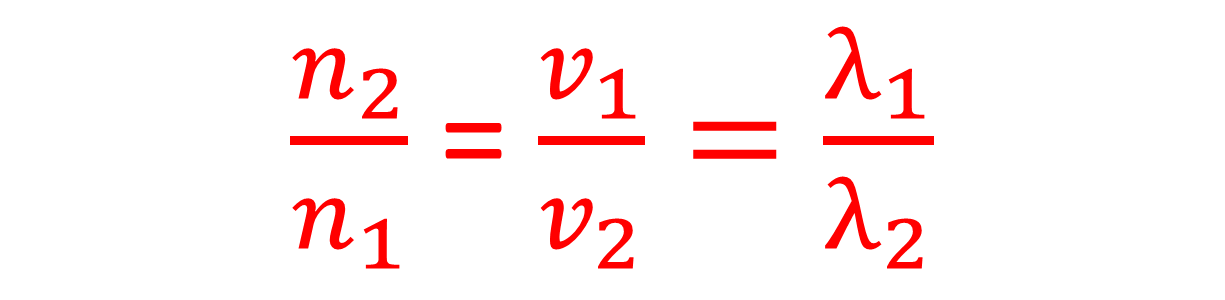 n₂/n₁ = v₁/v₂ = λ₁/λ₂